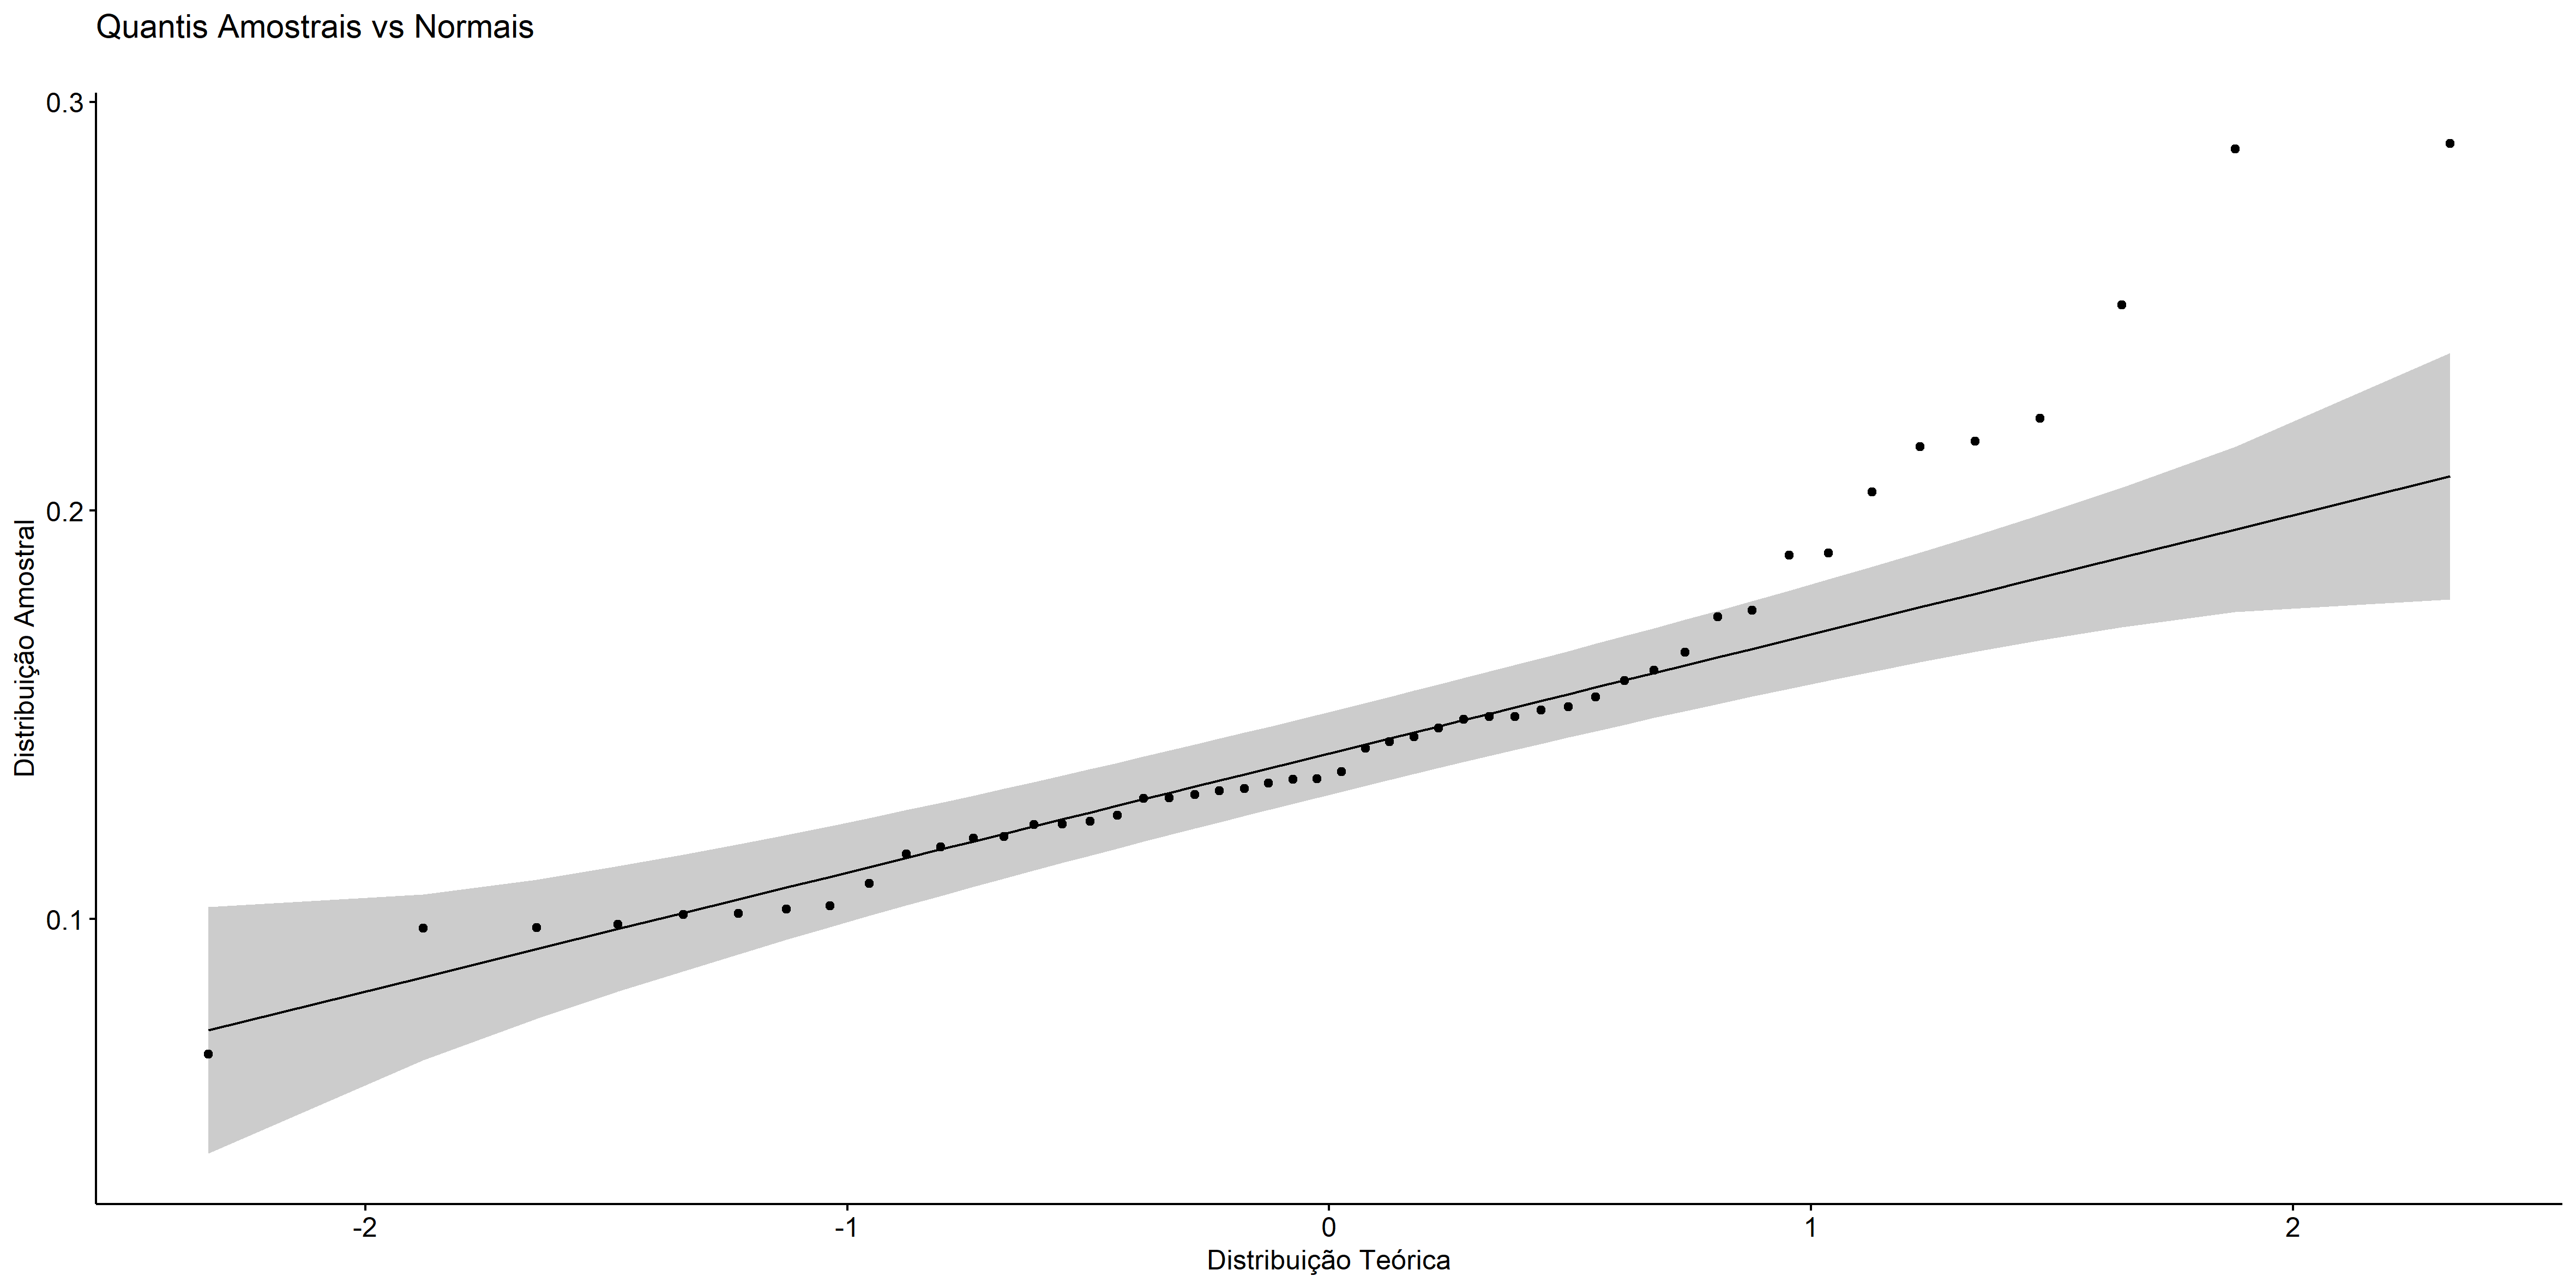 Quantis Amostrais vs Normais
0.3
0.2
0.1
Distribuição Amostral
-2
-1
0
1
2
Distribuição Teórica